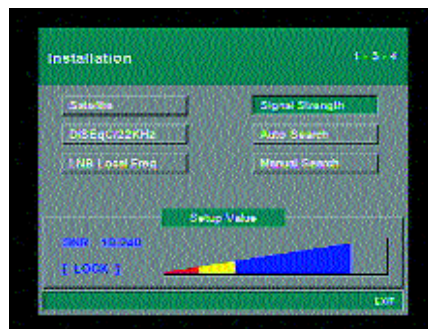 Installation 1 - 3 - 4
Satellite Signal Strength
DiSEqC/22KHz Auto Search
LNB Local Freq Manual Search
Setup Value
SNR : 10.240
[ LOCK ]
EXIT